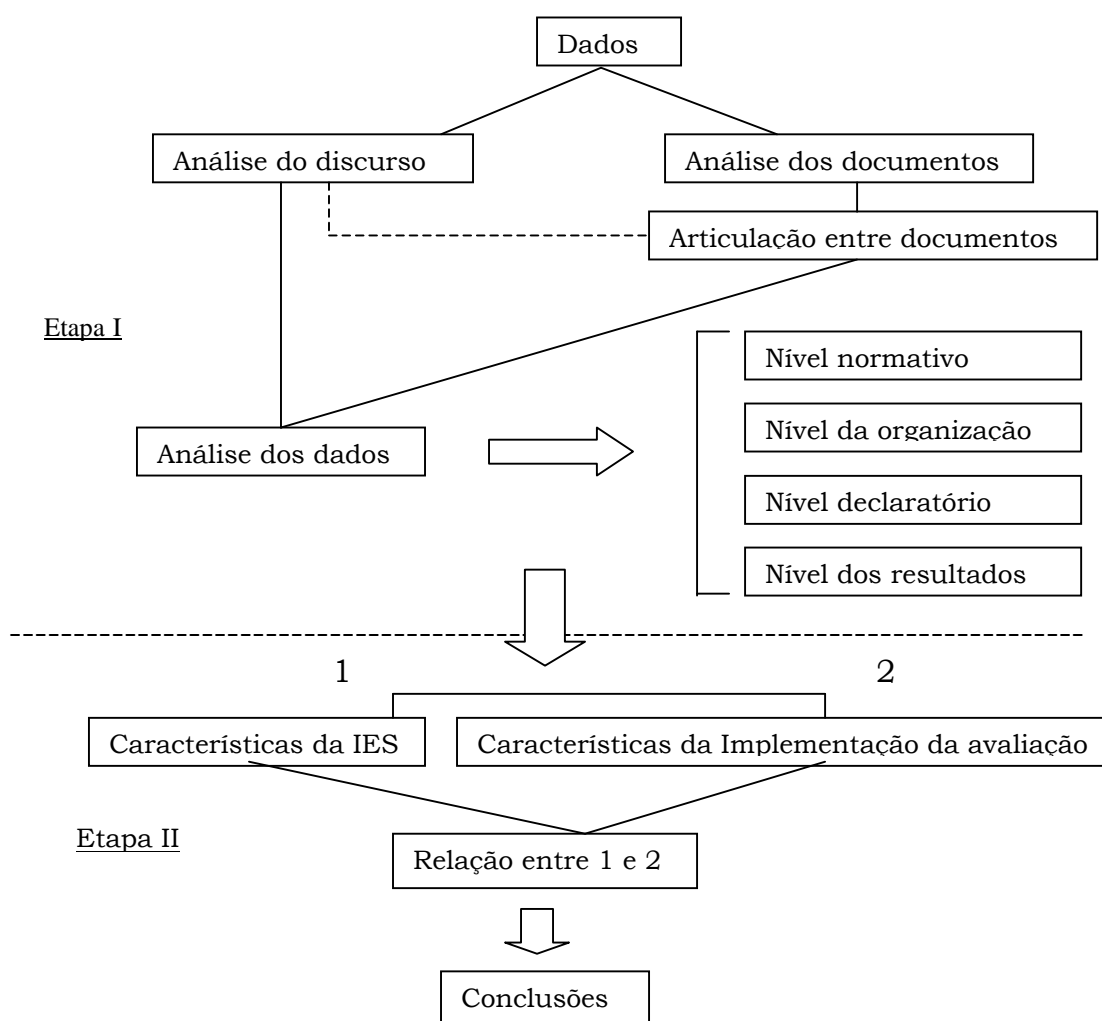 Dados
Análise do discurso
Análise dos documentos
Articulação entre documentos
Etapa I
Nível normativo
Nível da organização
Análise dos dados
Nível declaratório
Nível dos resultados
1
2
Características da IES
Características da Implementação da avaliação
Etapa II
Relação entre 1 e 2
Conclusões